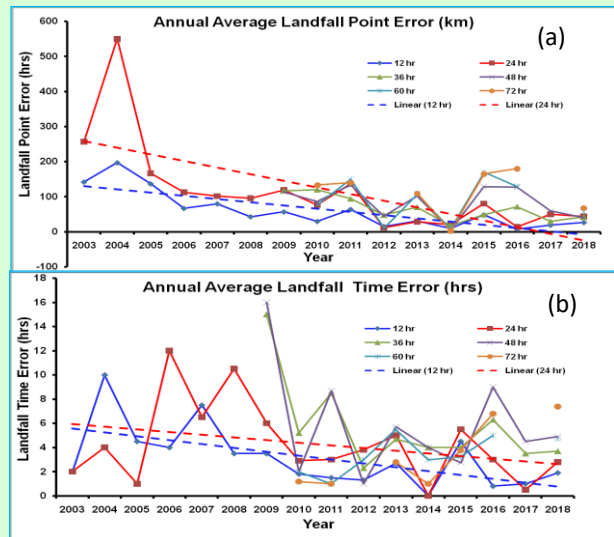 Annual Average Landfall Point Error (km)
(a)
12 hr
24 hr
36 hr
48 hr
60 hr
72 hr
Linear (12 hr)
Linear (24 hr)
Landfall Point Error (hrs)
600
500
400
300
200
100
0
-100
2003 2004 2005 2006 2007 2008 2009 2010 2011 2012 2013 2014 2015 2016 2017 2018
Year
Annual Average Landfall Time Error (hrs)
(b)
12 hr
24 hr
36 hr
48 hr
60 hr
72 hr
Linear (12 hr)
Linear (24 hr)
Landfall Time Error (hrs)
18
16
14
12
10
8
6
4
2
0
2003 2004 2005 2006 2007 2008 2009 2010 2011 2012 2013 2014 2015 2016 2017 2018
Year